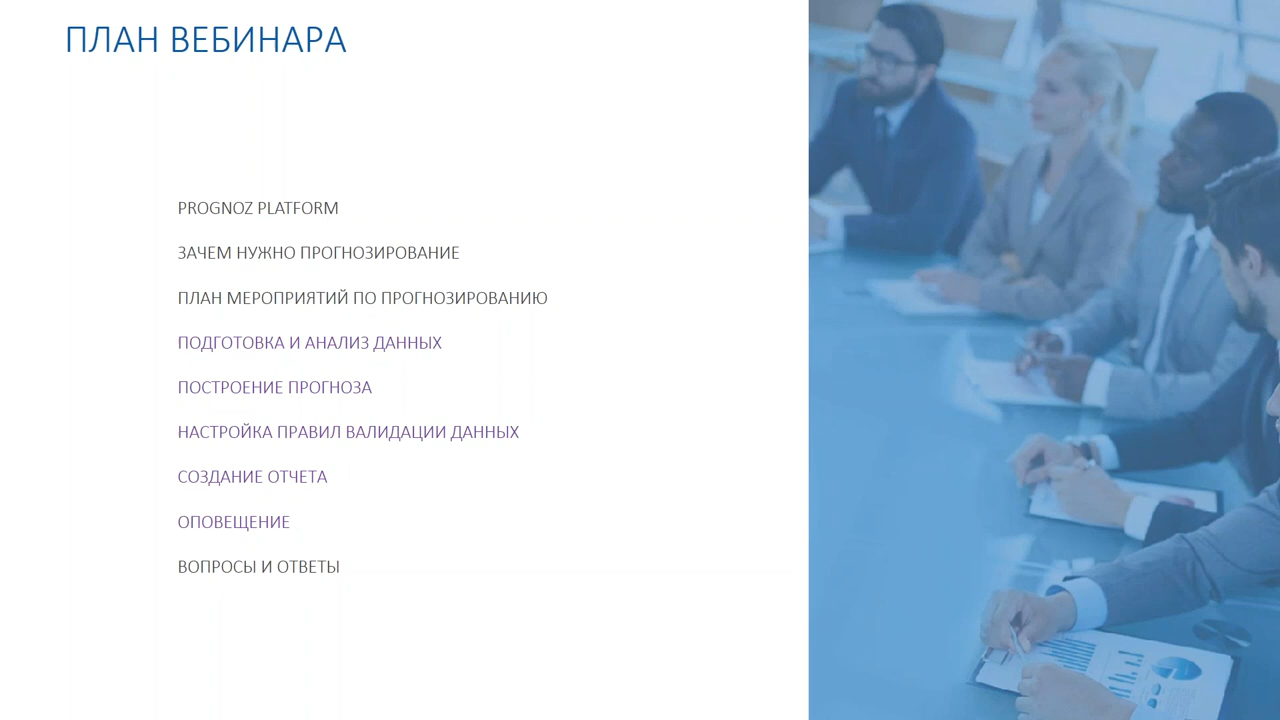 ПЛАН ВЕБИНАРА
PROGNOZ PLATFORM
ЗАЧЕМ НУЖНО ПРОГНОЗИРОВАНИЕ
ПЛАН МЕРОПРИЯТИЙ ПО ПРОГНОЗИРОВАНИЮ
ПОДГОТОВКА И АНАЛИЗ ДАННЫХ
ПОСТРОЕНИЕ ПРОГНОЗА
НАСТРОЙКА ПРАВИЛ ВАЛИДАЦИИ ДАННЫХ
СОЗДАНИЕ ОТЧЕТА
ОПОВЕЩЕНИЕ
ВОПРОСЫ И ОТВЕТЫ